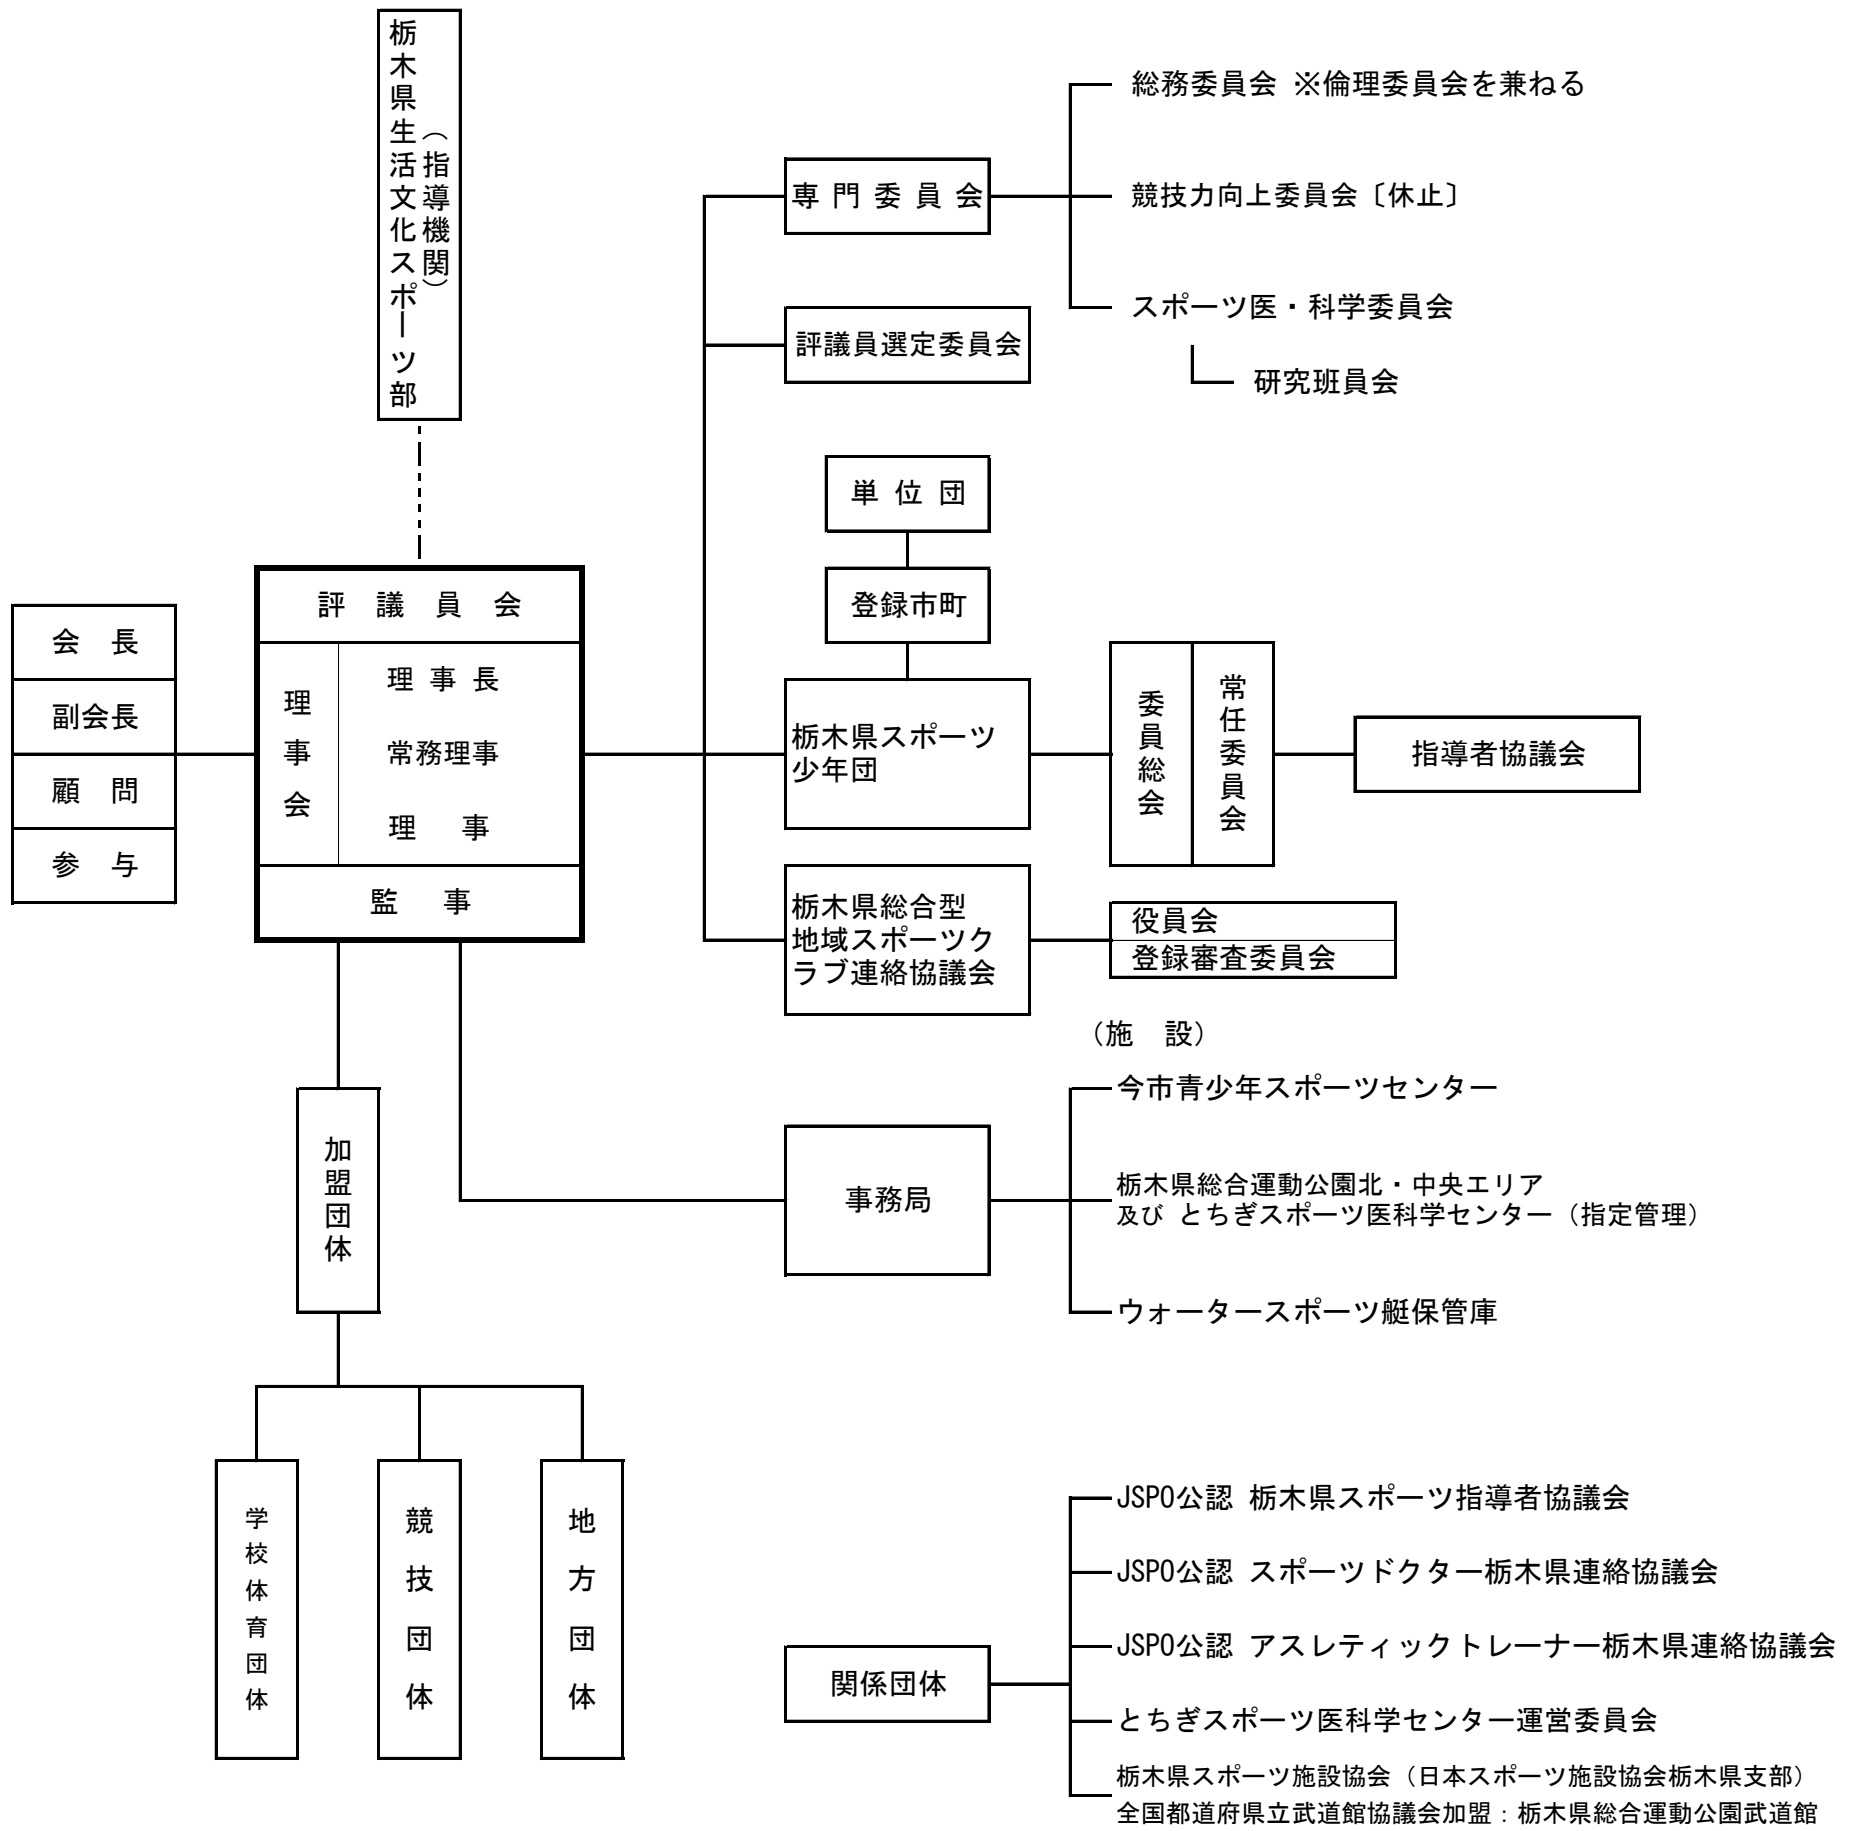 栃木県生活文化スポーツ部
（指導機関）
総務委員会 ※倫理委員会を兼ねる
専門委員会
競技力向上委員会〔休止〕
スポーツ医・科学委員会
評議員選定委員会
研究班員会
単位団
登録市町
会長
副会長
顧問
参与
評議員会
理事会
理事長
常務理事
理事
監事
栃木県スポーツ
少年団
委員総会
常任委員会
指導者協議会
栃木県総合型
地域スポーツク
ラブ連絡協議会
役員会
登録審査委員会
（施　設）
今市青少年スポーツセンター
加盟団体
事務局
栃木県総合運動公園北・中央エリア
及び とちぎスポーツ医科学センター（指定管理）
ウォータースポーツ艇保管庫
学校体育団体
競技団体
地方団体
関係団体
JSPO公認 栃木県スポーツ指導者協議会
JSPO公認 スポーツドクター栃木県連絡協議会
JSPO公認 アスレティックトレーナー栃木県連絡協議会
とちぎスポーツ医科学センター運営委員会
栃木県スポーツ施設協会（日本スポーツ施設協会栃木県支部）
全国都道府県立武道館協議会加盟：栃木県総合運動公園武道館